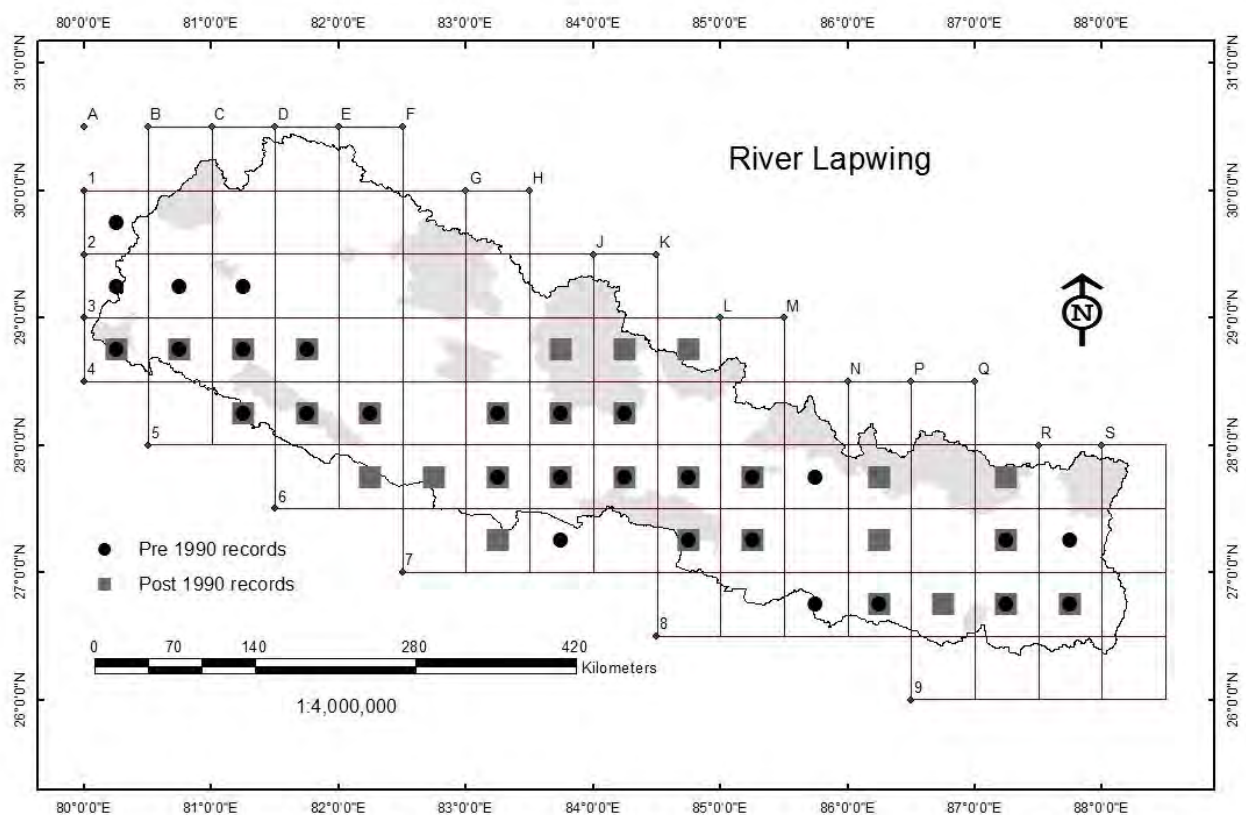 80°0'0"E 81°0'0"E 82°0'0"E 83°0'0"E 84°0'0"E 85°0'0"E 86°0'0"E 87°0'0"E 88°0'0"E
31°0'0"N 31°0'0"N
A B C D E F
River Lapwing
30°0'0"N 1 G H 30°0'0"N
2 J K
N
29°0'0"N 3 L M 29°0'0"N
4 N P Q
28°0'0"N 5 R S 28°0'0"N
6
Pre 1990 records
27°0'0"N 7 27°0'0"N
Post 1990 records
8
0 70 140 280 420
Kilometers
26°0'0"N 9 26°0'0"N
1:4,000,000
80°0'0"E 81°0'0"E 82°0'0"E 83°0'0"E 84°0'0"E 85°0'0"E 86°0'0"E 87°0'0"E 88°0'0"E